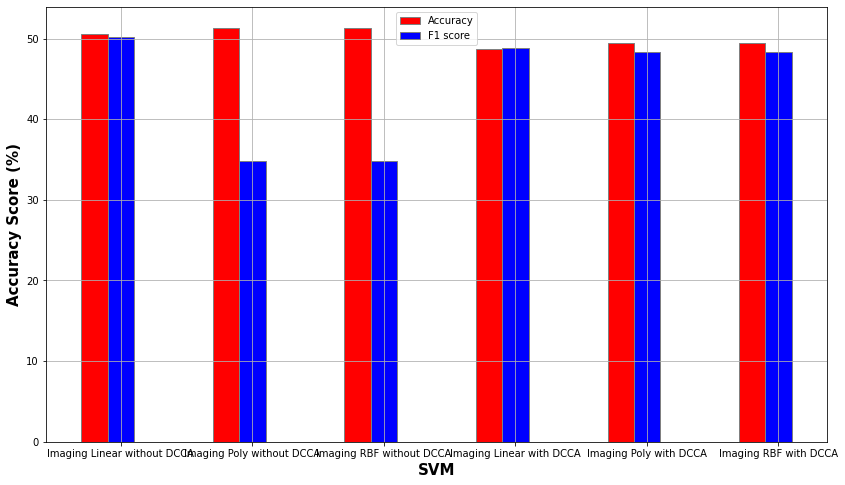 Accuracy
F1 score
50
40
30
20
10
0
Accuracy Score (%)
Imaging Linear without DCCA
Imaging Poly without DCCA
Imaging RBF without DCCA
Imaging Linear with DCCA
Imaging Poly with DCCA
Imaging RBF with DCCA
SVM